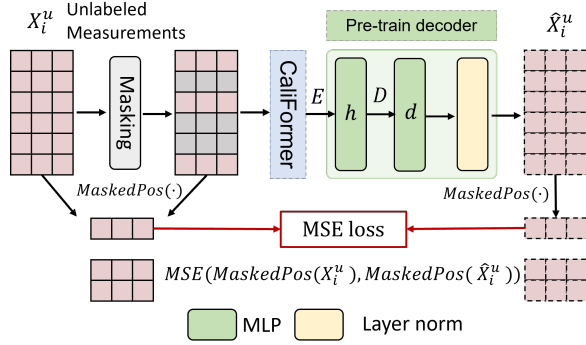 X_i^u Unlabeled Measurements
Masking
CaliFormer
Pre-train decoder
E
h
D
d
X̂_i^u
MaskedPos(·)
MaskedPos(·)
MSE loss
MSE(MaskedPos(X_i^u), MaskedPos( X̂_i^u))
MLP
Layer norm